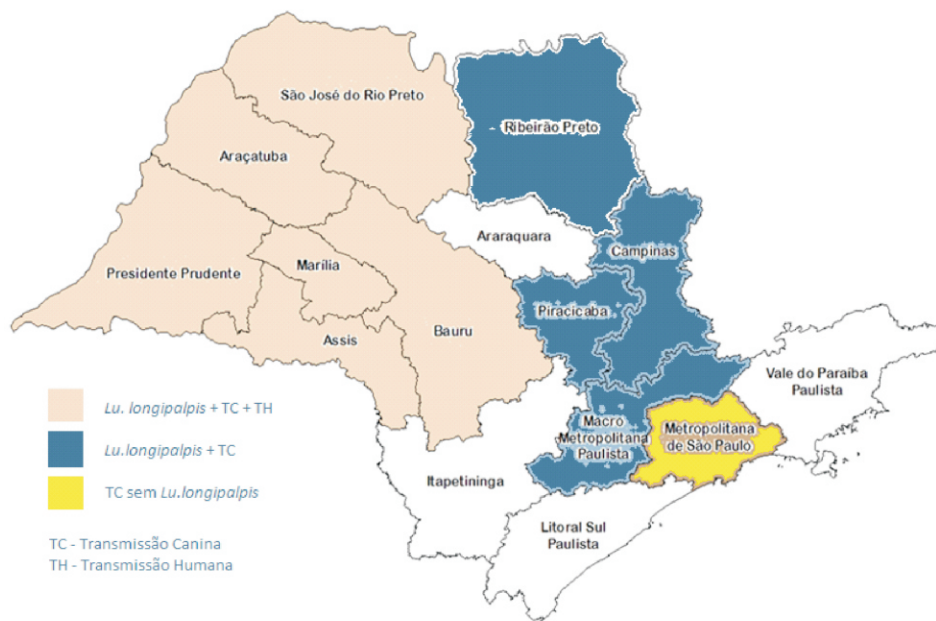 São José do Rio Preto
Ribeirão Preto
Araçatuba
Araraquara
Campinas
Marília
Presidente Prudente
Piracicaba
Bauru
Assis
Vale do Paraíba
Paulista
Lu. longipalpis + TC + TH
Macro
Metropolitana
Paulista
Metropolitana
de São Paulo
Lu.longipalpis + TC
Itapetininga
TC sem Lu.longipalpis
Litoral Sul
Paulista
TC - Transmissão Canina
TH - Transmissão Humana